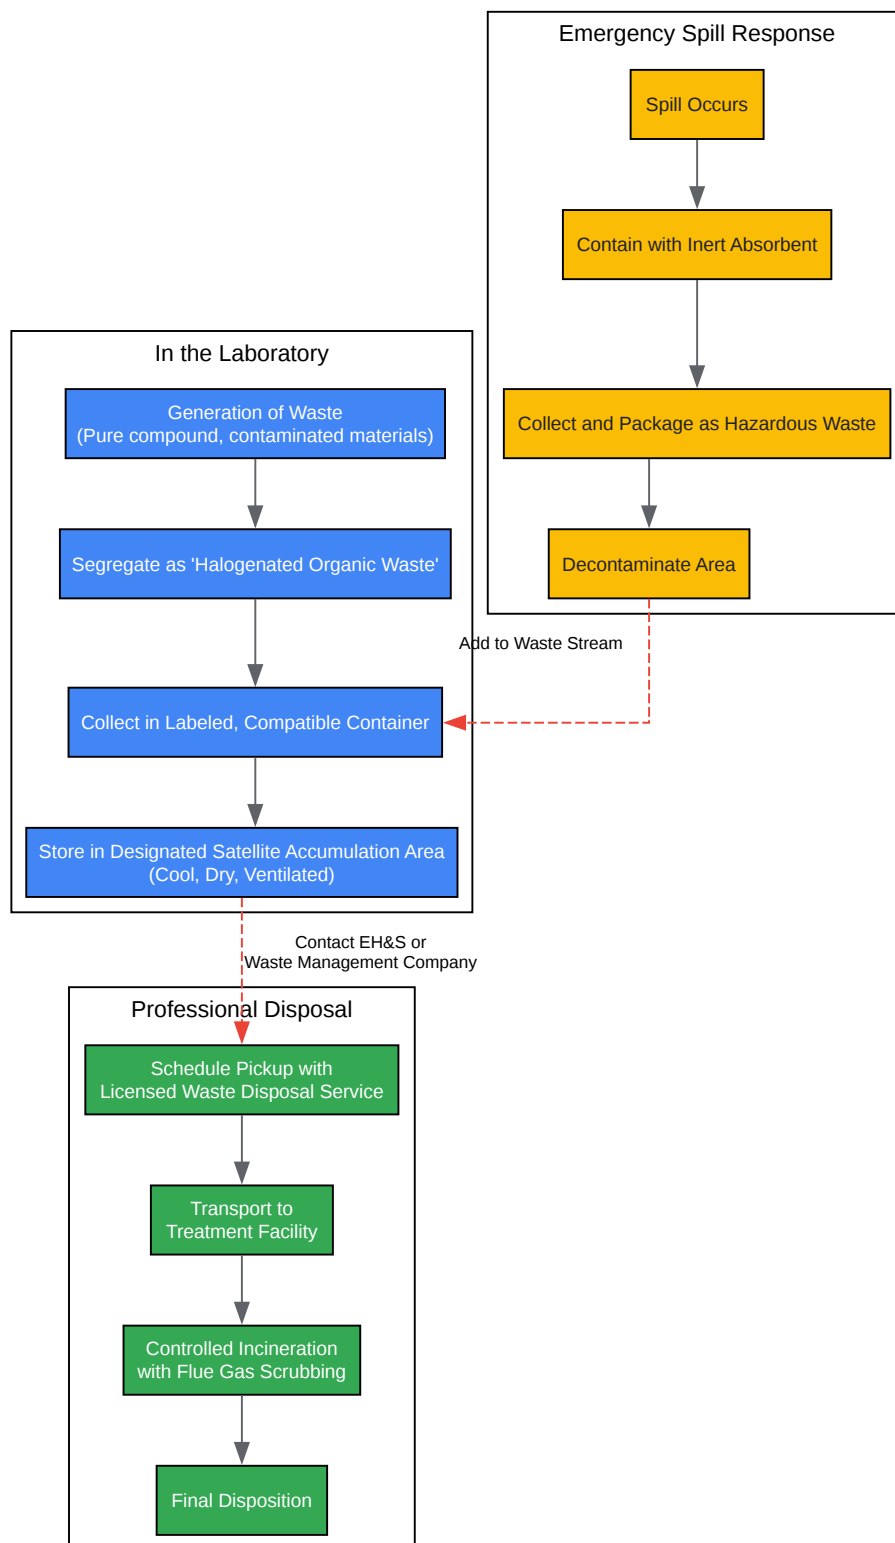 Emergency Spill Response
Spill Occurs
Contain with Inert Absorbent
Collect and Package as Hazardous Waste
Decontaminate Area
Add to Waste Stream
In the Laboratory
Generation of Waste
(Pure compound, contaminated materials)
Segregate as 'Halogenated Organic Waste'
Collect in Labeled, Compatible Container
Store in Designated Satellite Accumulation Area
(Cool, Dry, Ventilated)
Contact EH&S or
Waste Management Company
Professional Disposal
Schedule Pickup with
Licensed Waste Disposal Service
Transport to
Treatment Facility
Controlled Incineration
with Flue Gas Scrubbing
Final Disposition